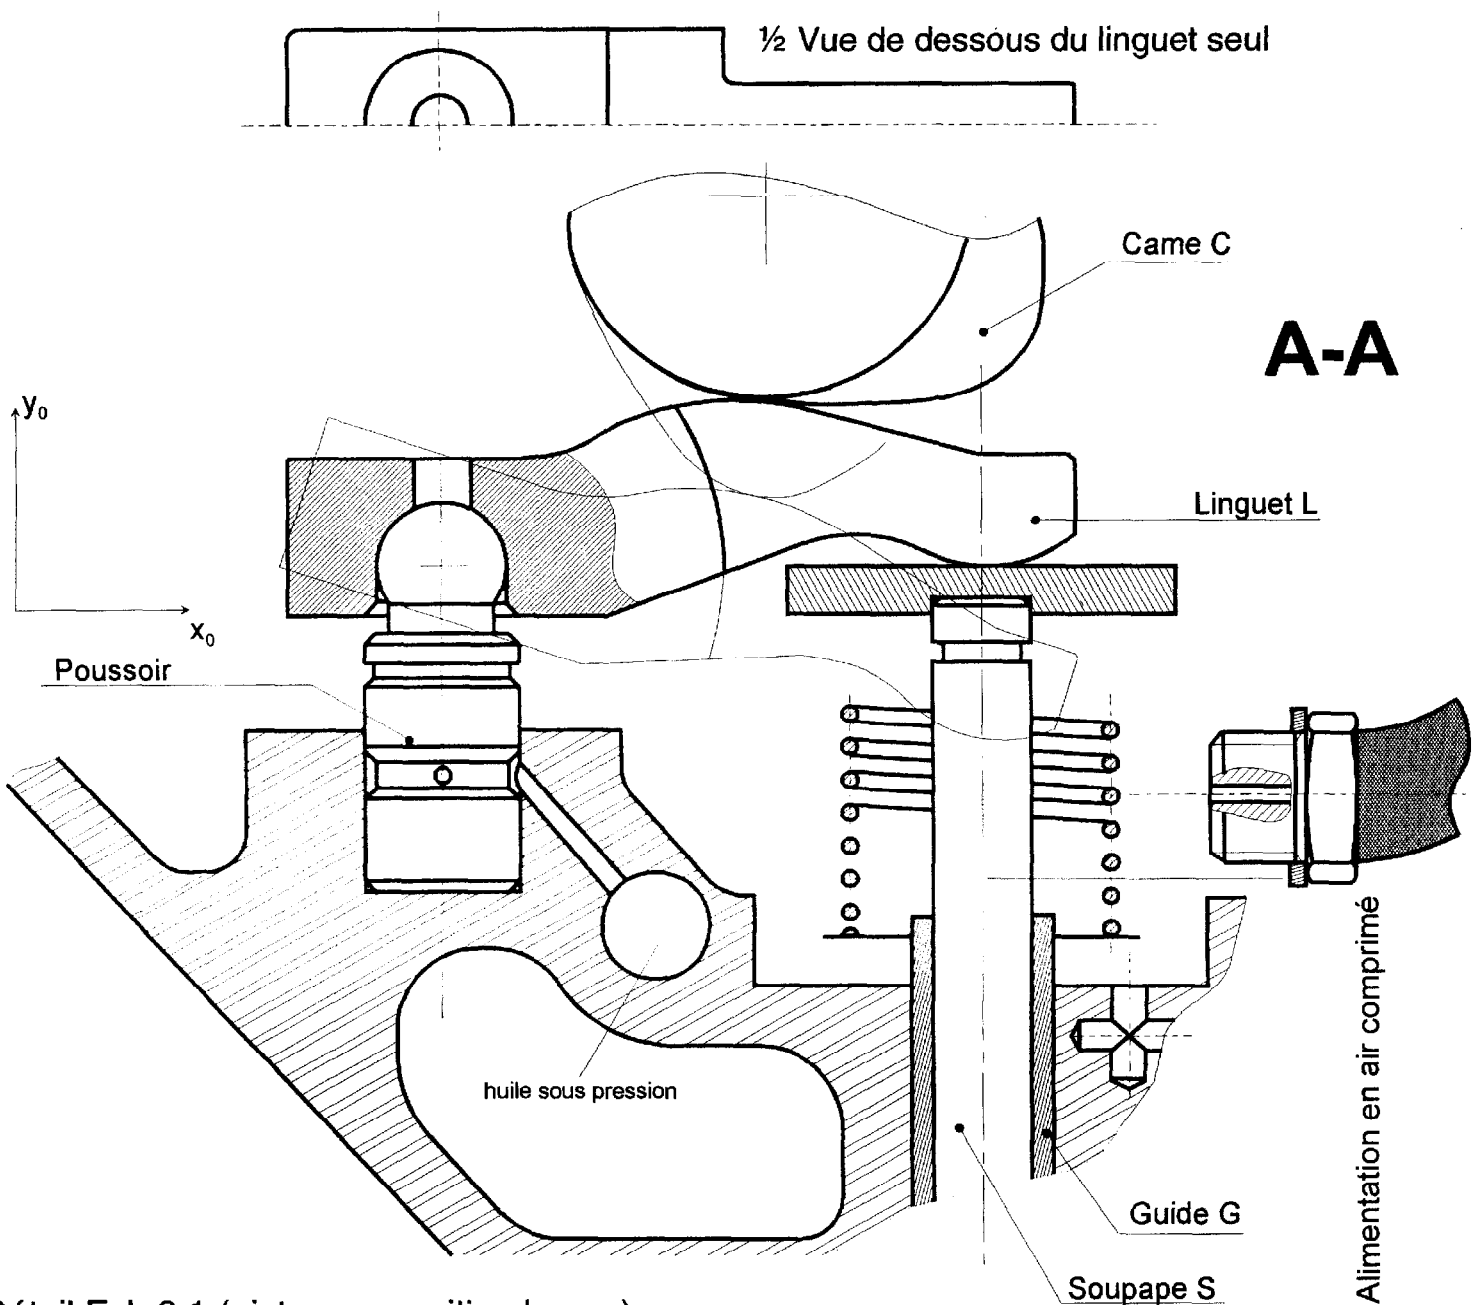 ½ Vue de dessous du linguet seul
Came C
A-A
y₀
x₀
Linguet L
Poussoir
huile sous pression
Alimentation en air comprimé
Guide G
Soupape S